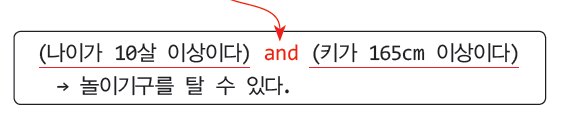 (나이가 10살 이상이다) and (키가 165cm 이상이다)
→ 놀이기구를 탈 수 있다.